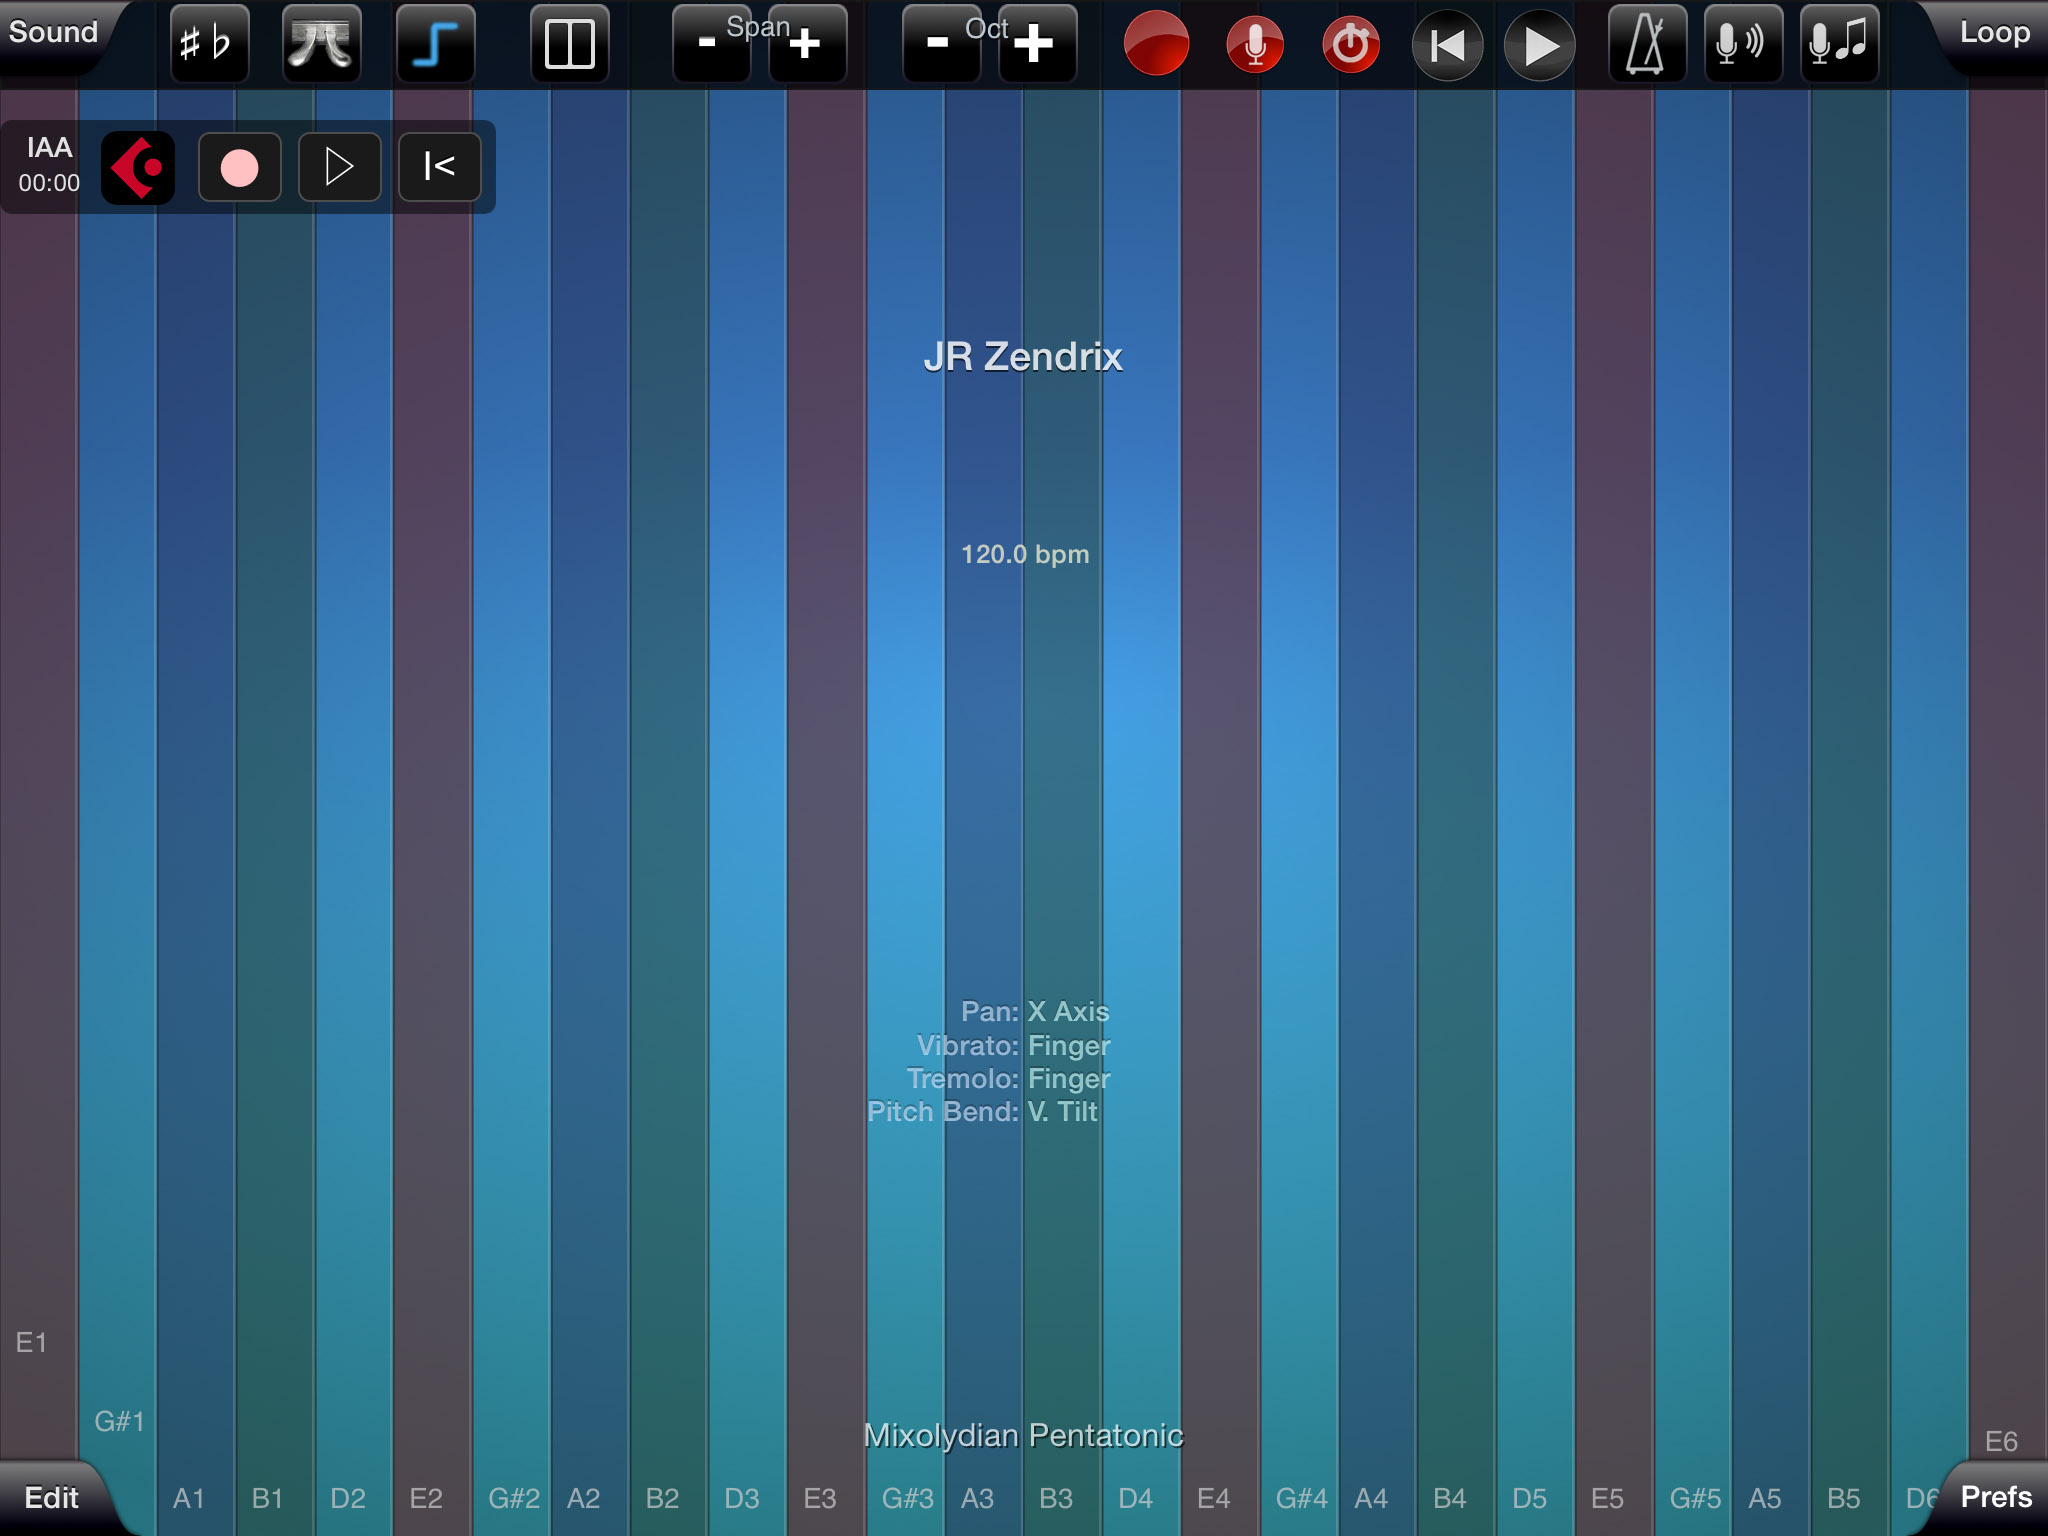 Sound
Span
Oct
Loop
IAA
00:00
JR Zendrix
120.0 bpm
Pan: X Axis
Vibrato: Finger
Tremolo: Finger
Pitch Bend: V. Tilt
E1
G#1
Mixolydian Pentatonic
E6
Edit
A1 B1 D2 E2 G#2 A2 B2 D3 E3 G#3 A3 B3 D4 E4 G#4 A4 B4 D5 E5 G#5 A5 B5 D6
Prefs